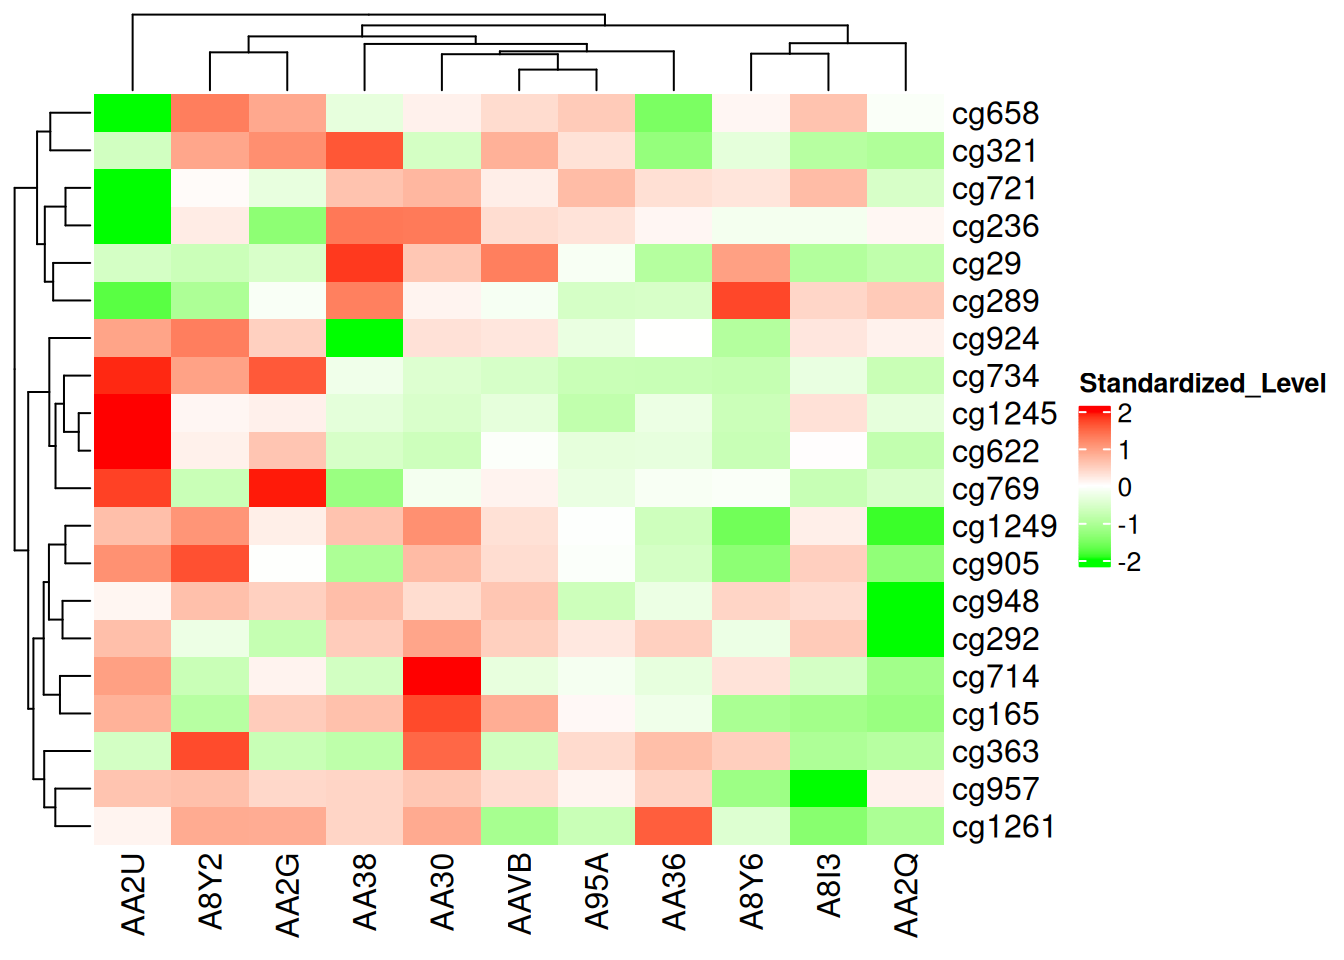 cg658
cg321
cg721
cg236
cg29
cg289
cg924
cg734
cg1245
cg622
cg769
cg1249
cg905
cg948
cg292
cg714
cg165
cg363
cg957
cg1261
AA2U A8Y2 AA2G AA38 AA30 AAVB A95A AA36 A8Y6 A8I3 AA2Q
Standardized_Level
2
1
0
-1
-2